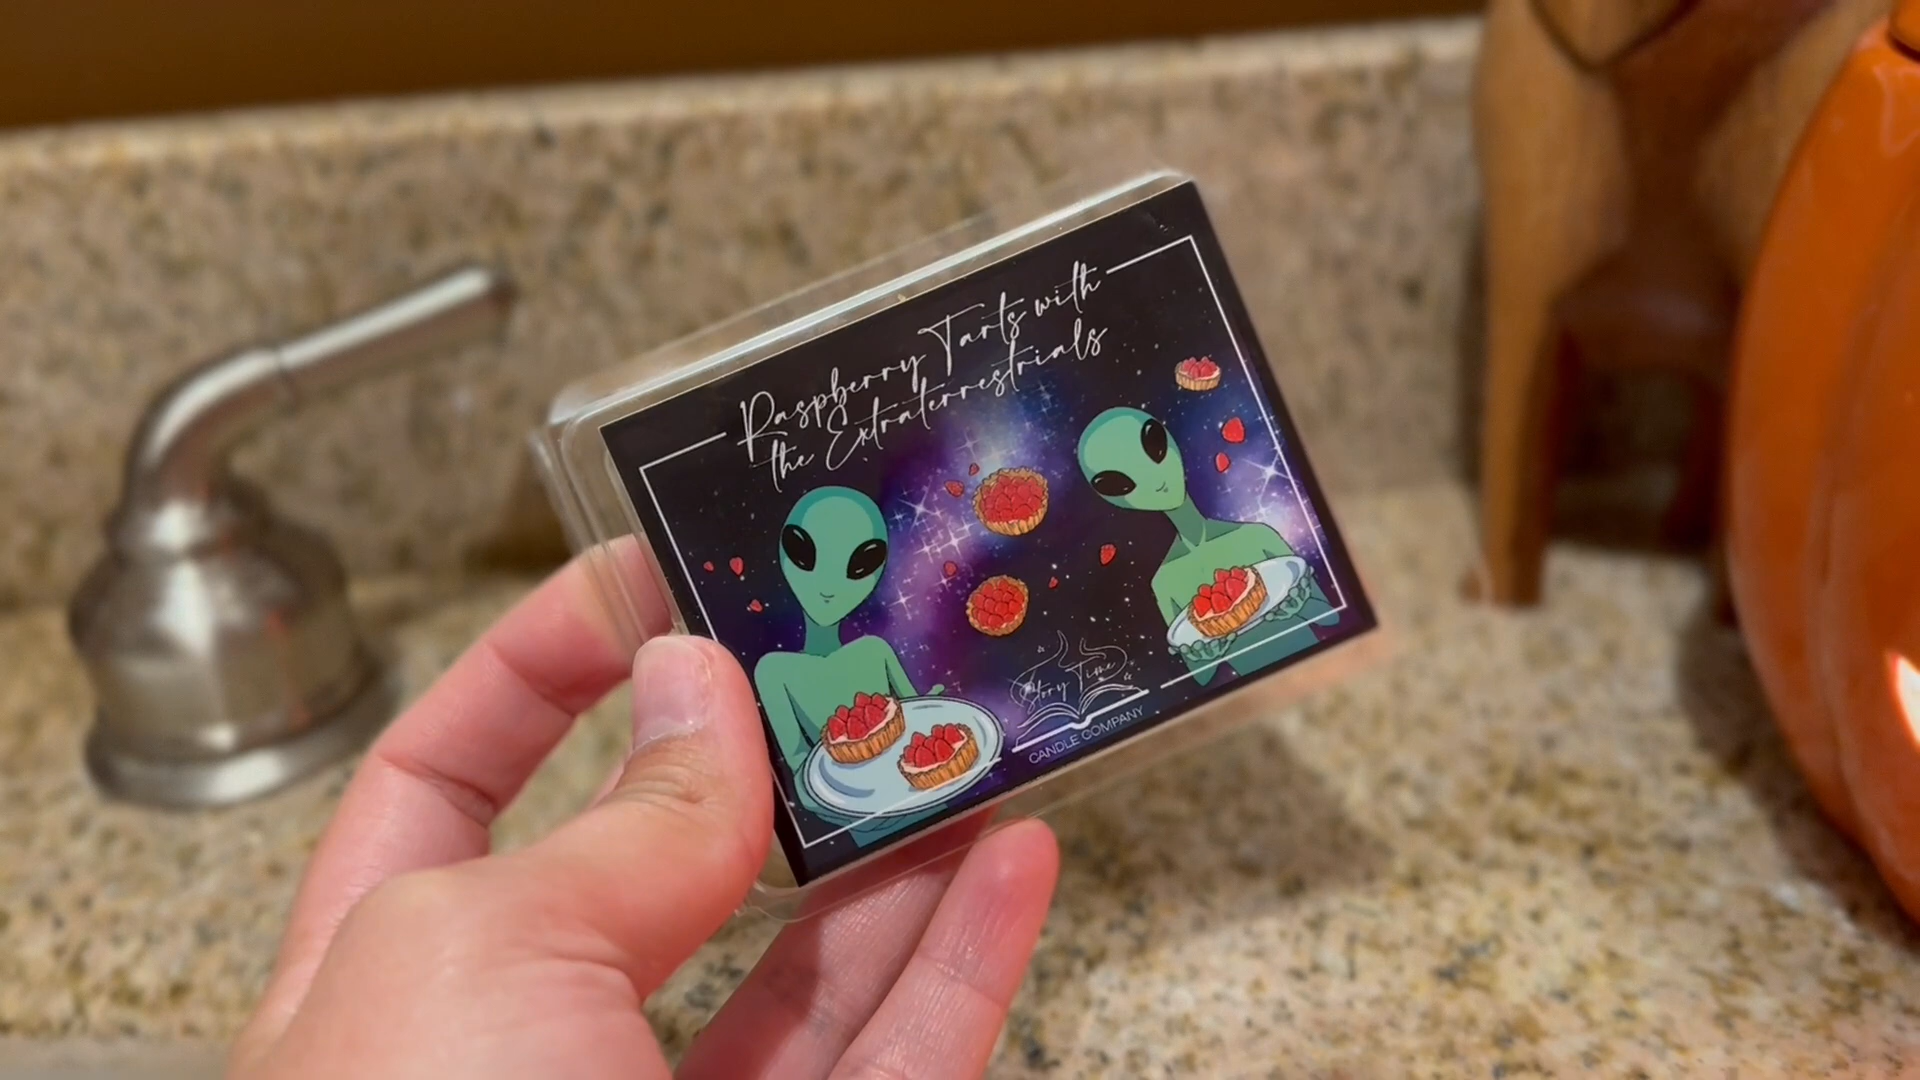 Raspberry Tarts with
the Extraterrestrials
Story Time
CANDLE COMPANY